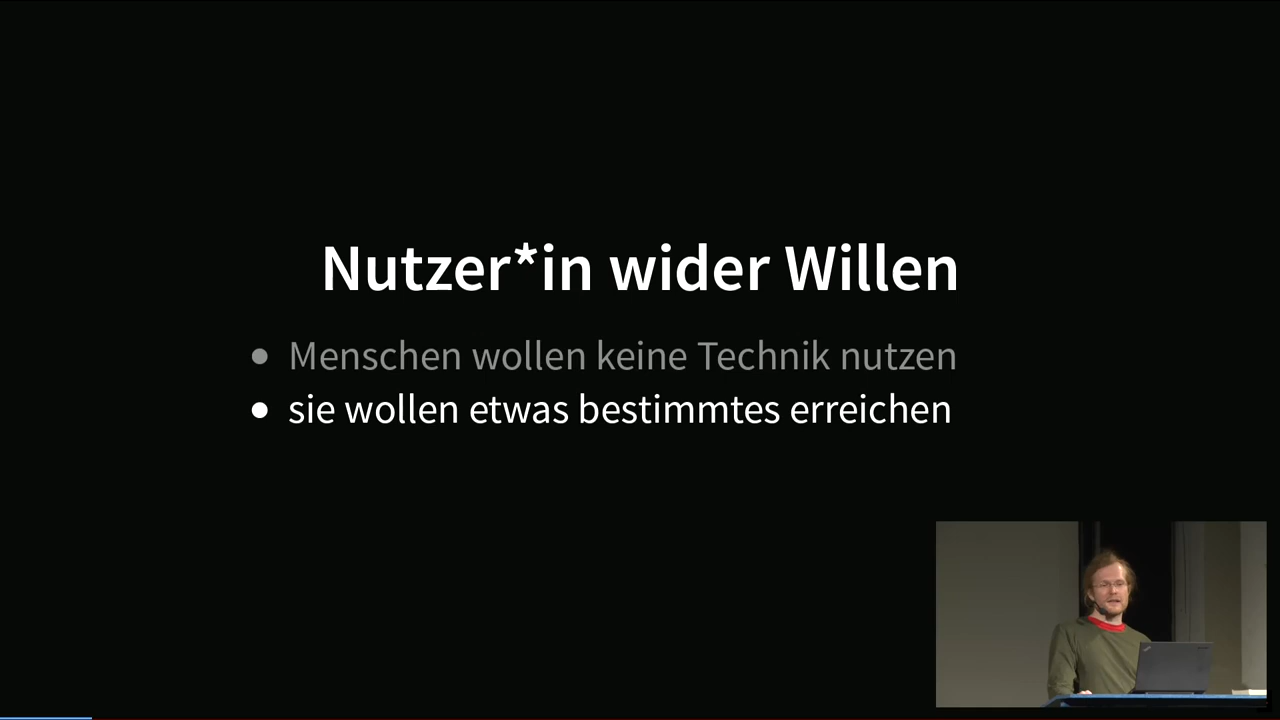 Nutzer*in wider Willen
• Menschen wollen keine Technik nutzen
• sie wollen etwas bestimmtes erreichen